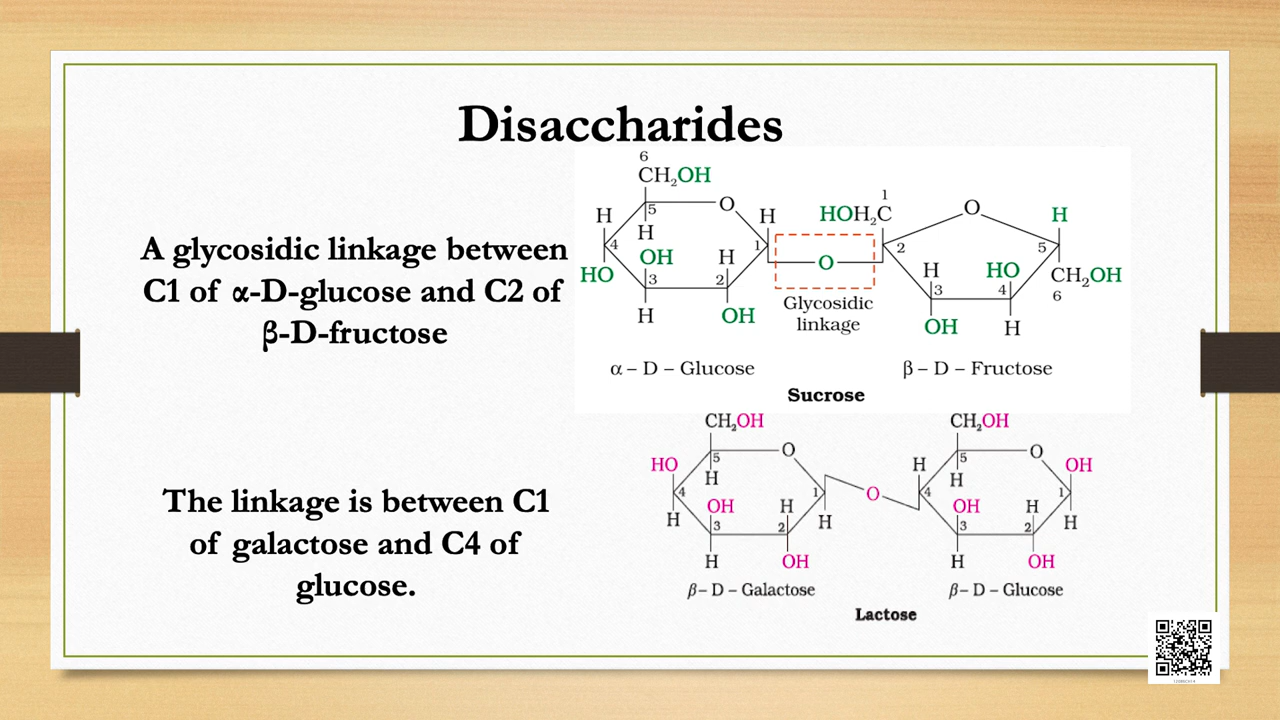 Disaccharides
A glycosidic linkage between
C1 of α-D-glucose and C2 of
β-D-fructose
6
CH₂OH
O
H
5
H
H
4
OH
H
1
HO
3
2
H
OH
O
Glycosidic
linkage
1
HOH₂C
O
H
2
5
H
HO
3
4
CH₂OH
6
OH
H
α – D – Glucose
β – D – Fructose
Sucrose
The linkage is between C1
of galactose and C4 of
glucose.
CH₂OH
O
HO
5
H
4
OH
H
1
H
3
2
H
H
OH
O
CH₂OH
O
H
5
H
OH
4
OH
H
1
3
2
H
H
OH
β– D – Galactose
β– D – Glucose
Lactose